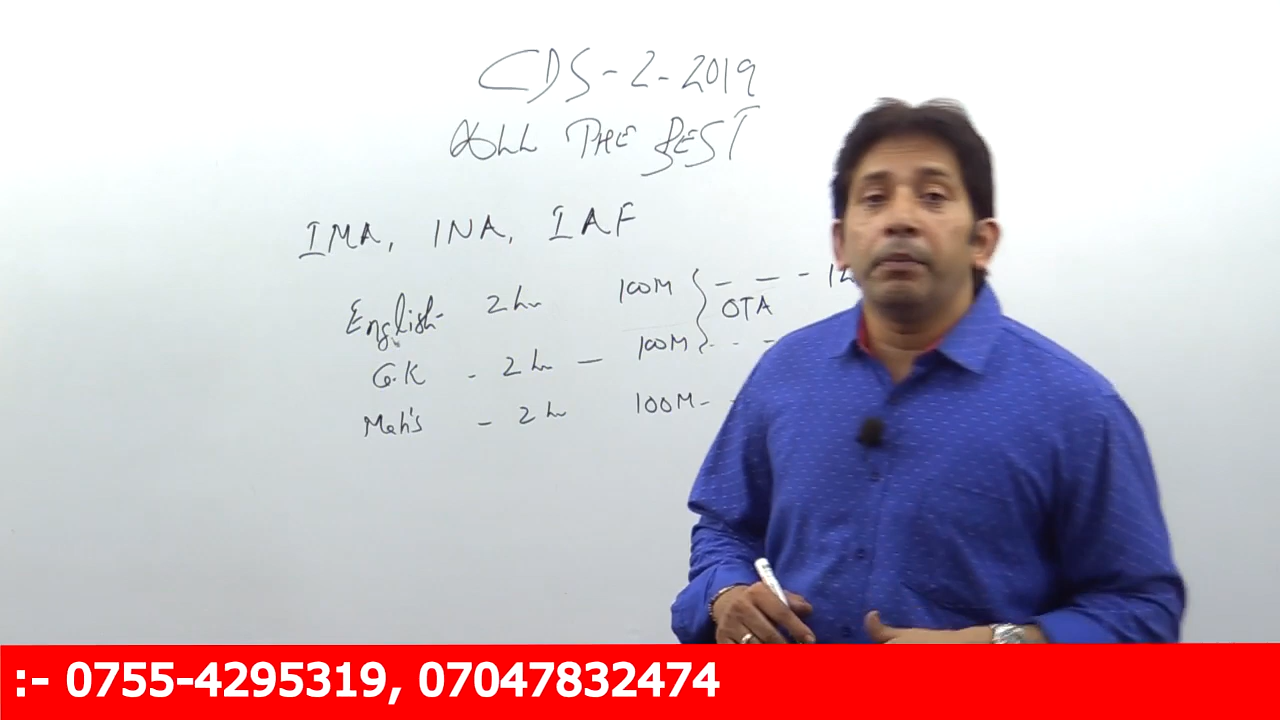 CDS-2-2019
ALL THE BEST
IMA, INA, IAF
English 2 hr 100M
OTA
G.K - 2 hr - 100M
Math's - 2 hr 100M-
:- 0755-4295319, 07047832474